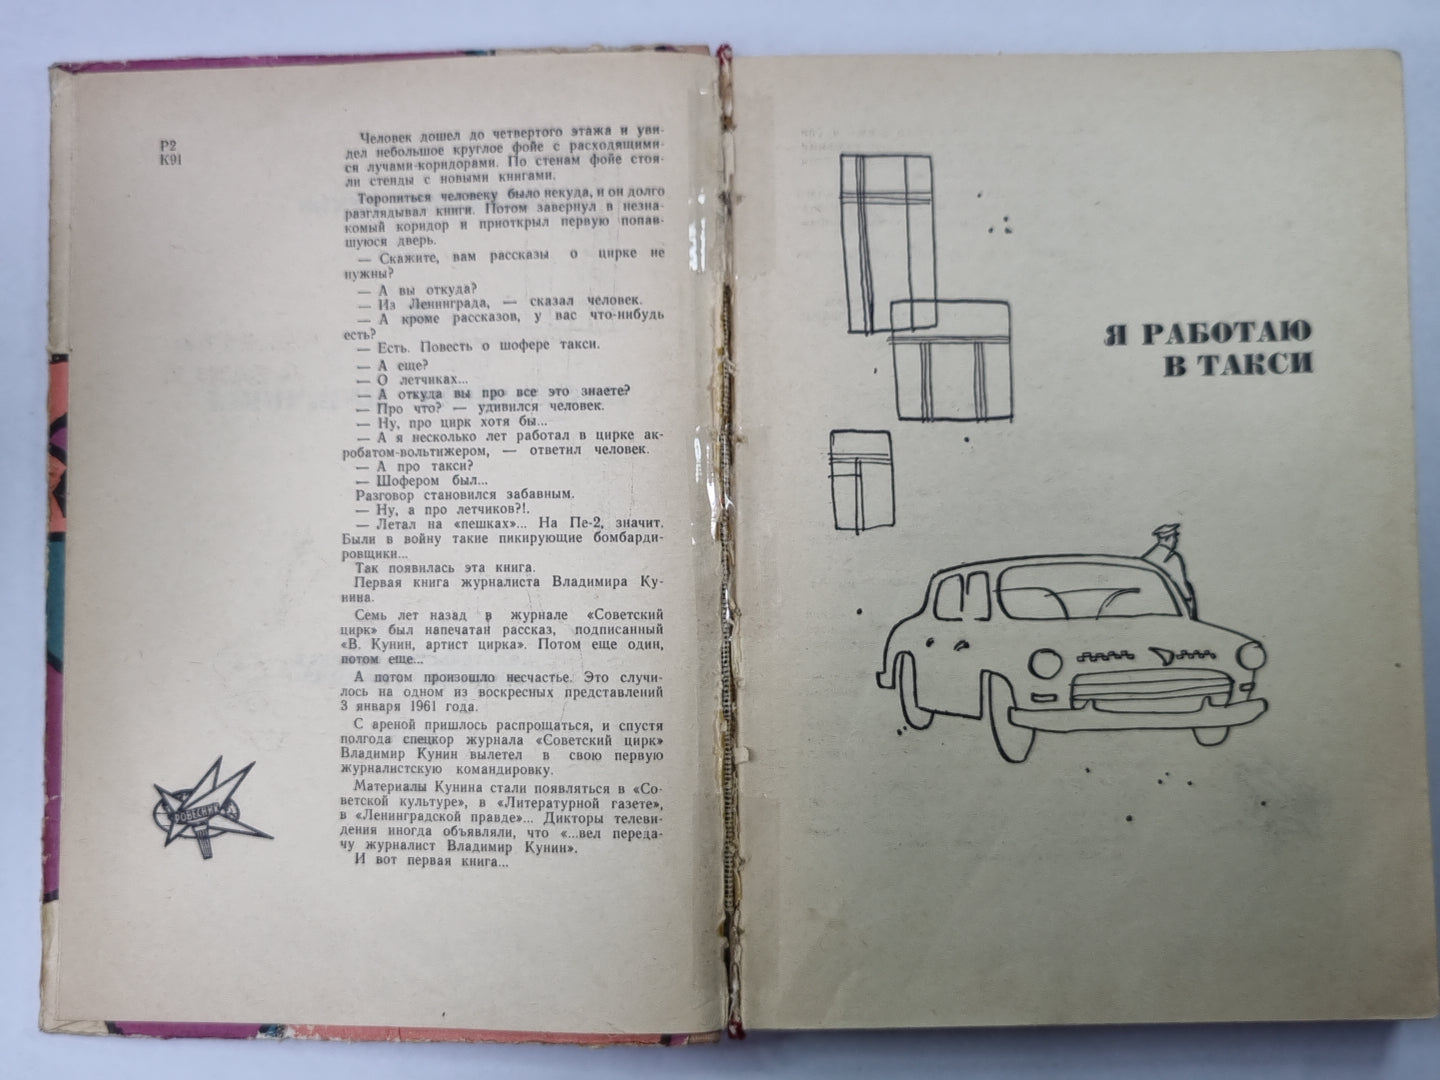 Р2
К91
Человек дошел до четвертого этажа и уви-
дел небольшое круглое фойе с расходящими-
ся лучами-коридорами. По стенам фойе стоя-
ли стенды с новыми книгами.
Торопиться человеку было некуда, и он долго
разглядывал книги. Потом завернул в незна-
комый коридор и приоткрыл первую попав-
шуюся дверь.
— Скажите, вам рассказы о цирке не
нужны?
— А вы откуда?
— Из Ленинграда, — сказал человек.
— А кроме рассказов, у вас что-нибудь
есть?
— Есть. Повесть о шофере такси.
— А еще?
— О летчиках...
— А откуда вы про все это знаете?
— Про что? — удивился человек.
— Ну, про цирк хотя бы...
— А я несколько лет работал в цирке ак-
робатом-вольтижером, — ответил человек.
— А про такси?
— Шофером был...
Разговор становился забавным.
— Ну, а про летчиков?!.
— Летал на «пешках»... На Пе-2, значит.
Были в войну такие пикирующие бомбарди-
ровщики...
Так появилась эта книга.
Первая книга журналиста Владимира Ку-
нина.
Семь лет назад в журнале «Советский
цирк» был напечатан рассказ, подписанный
«В. Кунин, артист цирка». Потом еще один,
потом еще...
А потом произошло несчастье. Это случи-
лось на одном из воскресных представлений
3 января 1961 года.
С ареной пришлось распрощаться, и спустя
полгода спецкор журнала «Советский цирк»
Владимир Кунин вылетел в свою первую
журналистскую командировку.
Материалы Кунина стали появляться в «Со-
ветской культуре», в «Литературной газете»,
в «Ленинградской правде»... Дикторы телеви-
дения иногда объявляли, что «...вел переда-
чу журналист Владимир Кунин».
И вот первая книга...
РОВЕСНИК
Я РАБОТАЮ
В ТАКСИ